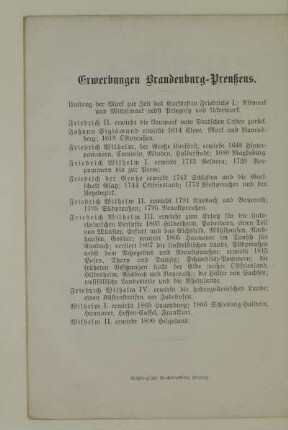 Erwerbungen Brandenburg-Preußens.
Umfang der Mark zur Zeit des Kurfürsten Friedrichs I.: Altmark
und Mittelmark nebst Priegnitz und Uckermark.
Friedrich II. erwirbt die Neumark vom Deutschen Orden zurück.
Johann Sigismund erwirbt 1614 Cleve, Mark und Ravens-
berg; 1618 Ostpreußen.
Friedrich Wilhelm, der Große Kurfürst, erwirbt 1648 Hinter-
pommern, Cammin, Minden, Halberstadt; 1680 Magdeburg.
Friedrich Wilhelm I. erwirbt 1713 Geldern; 1720 Vor-
pommern bis zur Peene.
Friedrich der Große erwirbt 1742 Schlesien und die Graf-
schaft Glatz; 1744 Ostfriesland; 1772 Westpreußen und den
Netzedistrikt.
Friedrich Wilhelm II. erwirbt 1791 Ansbach und Bayreuth;
1793 Südpreußen; 1795 Neuostpreußen.
Friedrich Wilhelm III. erwirbt zum Ersatz für die links-
rheinischen Verluste 1803 Hildesheim, Paderborn, einen Teil
von Münster, Erfurt und das Eichsfeld, Mühlhausen, Nord-
hausen, Goslar; erwirbt 1805 Hannover im Tausch für
Ansbach; verliert 1807 die linkselbischen Lande, Südpreußen
nebst dem Netzedistrikt und Neuostpreußen; erwirbt 1815
Posen, Thorn und Danzig; Schwedisch-Pommern; die
früheren Besitzungen links der Elbe (außer Ostfriesland,
Hildesheim, Ansbach und Bayreuth); die Hälfte von Sachsen;
westfälische Landesteile und die Rheinlande.
Friedrich Wilhelm IV. erwirbt die hohenzollerischen Lande;
einen Küstenstreifen am Jadebusen.
Wilhelm I. erwirbt 1865 Lauenburg; 1866 Schleswig-Holstein,
Hannover, Hessen-Cassel, Frankfurt.
Wilhelm II. erwirbt 1890 Helgoland.